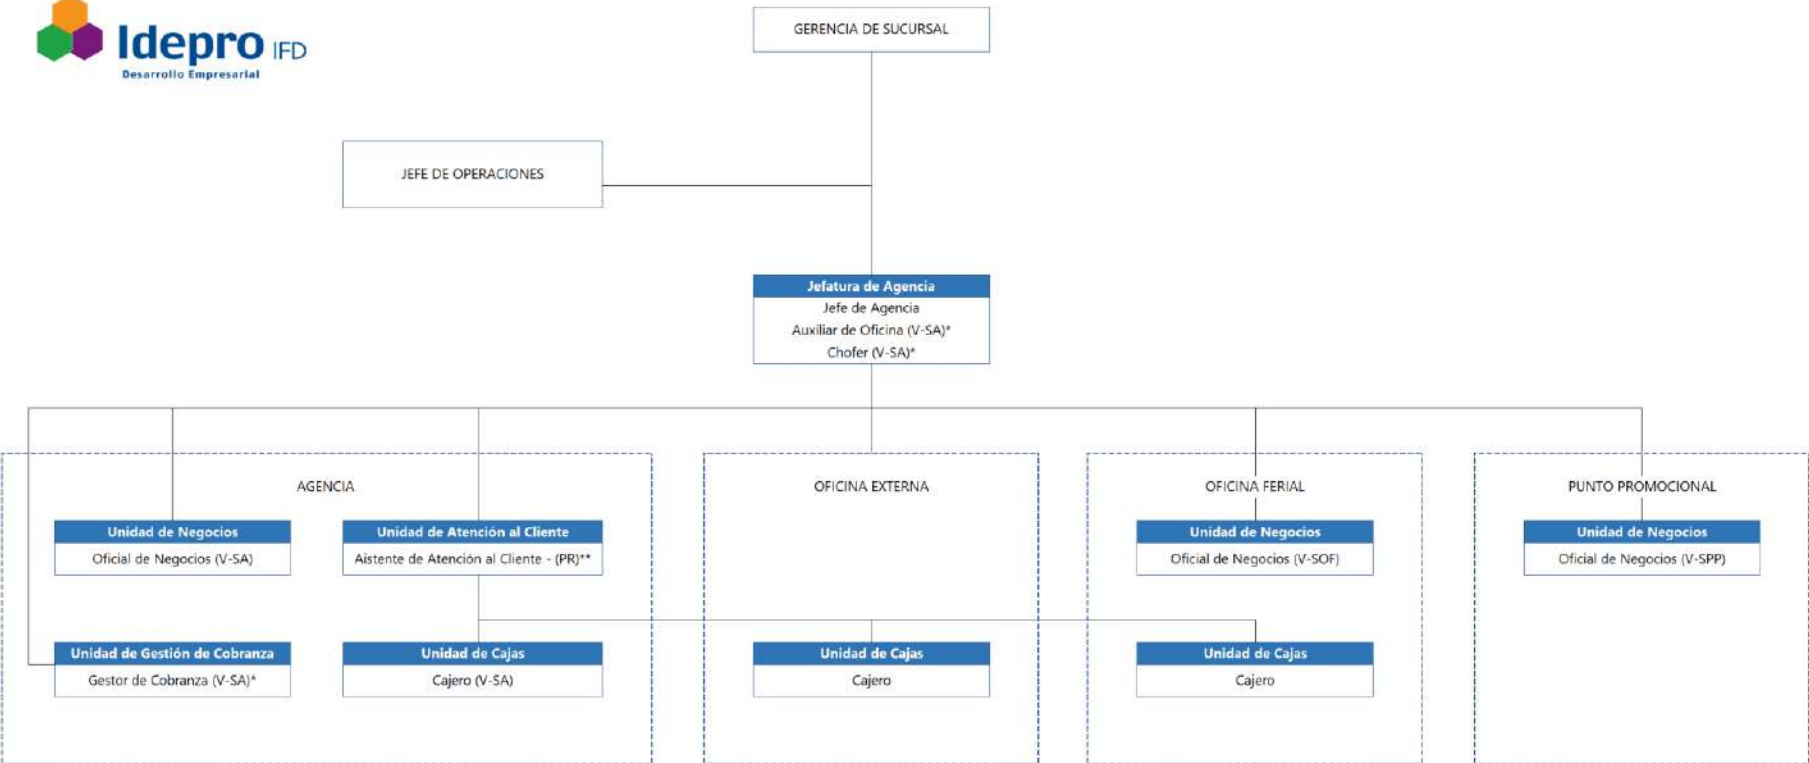 Idepro IFD
Desarrollo Empresarial
GERENCIA DE SUCURSAL
JEFE DE OPERACIONES
Jefatura de Agencia
Jefe de Agencia
Auxiliar de Oficina (V-SA)*
Chofer (V-SA)*
AGENCIA
Unidad de Negocios
Oficial de Negocios (V-SA)
Unidad de Atención al Cliente
Aistente de Atención al Cliente - (PR)**
Unidad de Gestión de Cobranza
Gestor de Cobranza (V-SA)*
Unidad de Cajas
Cajero (V-SA)
OFICINA EXTERNA
Unidad de Cajas
Cajero
OFICINA FERIAL
Unidad de Negocios
Oficial de Negocios (V-SOF)
Unidad de Cajas
Cajero
PUNTO PROMOCIONAL
Unidad de Negocios
Oficial de Negocios (V-SPP)